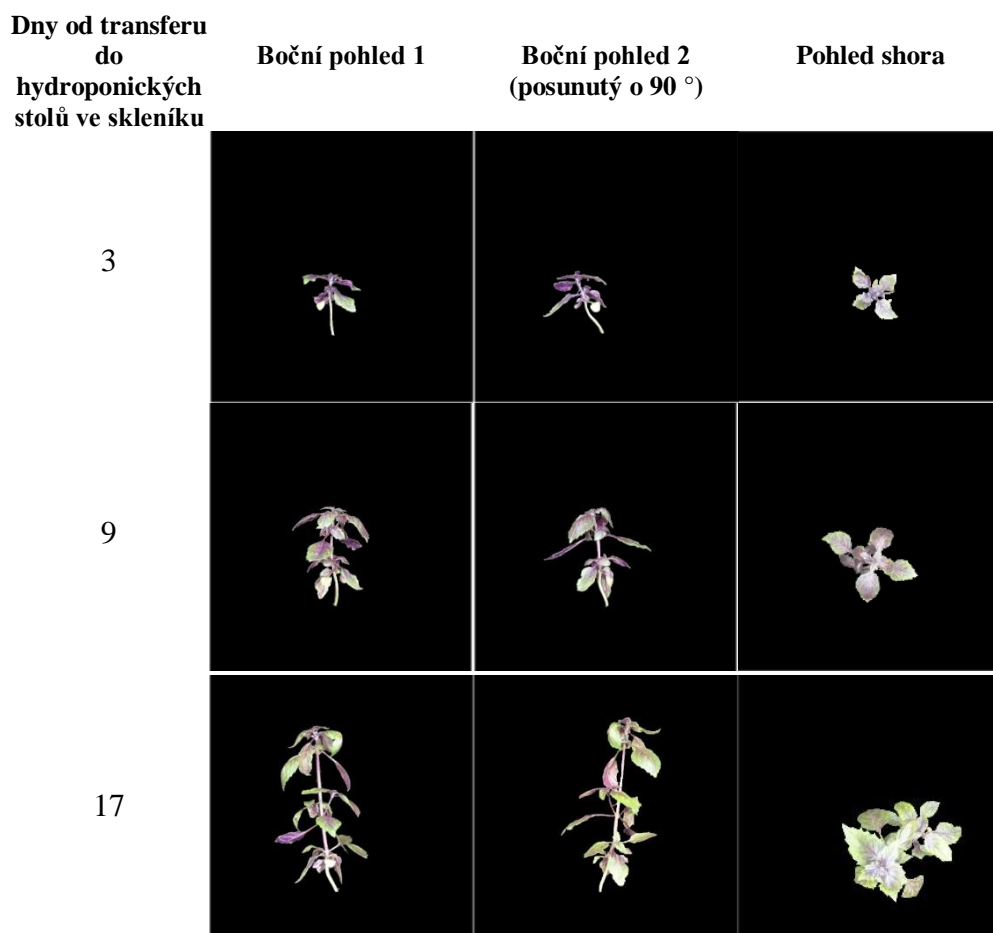 Dny od transferu
do
hydroponických
stolů ve skleníku
Boční pohled 1
Boční pohled 2
(posunutý o 90 °)
Pohled shora
3
9
17